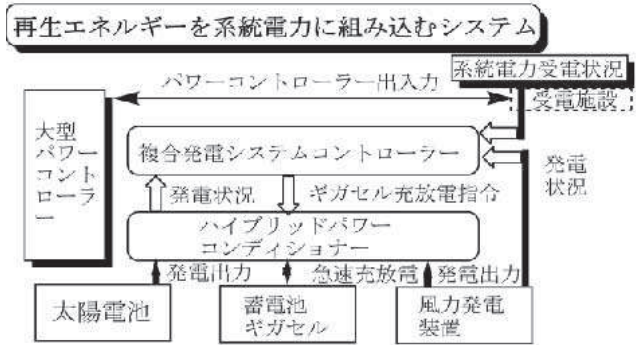 再生エネルギーを系統電力に組み込むシステム
系統電力受電状況
パワーコントローラー出入力
受電施設
大型
パワーコ
ントロ
ーラ
ー
複合発電システムコントローラー
発電
状況
発電状況
ギガセル充放電指令
ハイブリッドパワー
コンディショナー
発電出力
急速充放電
発電出力
太陽電池
蓄電池
ギガセル
風力発電
装置